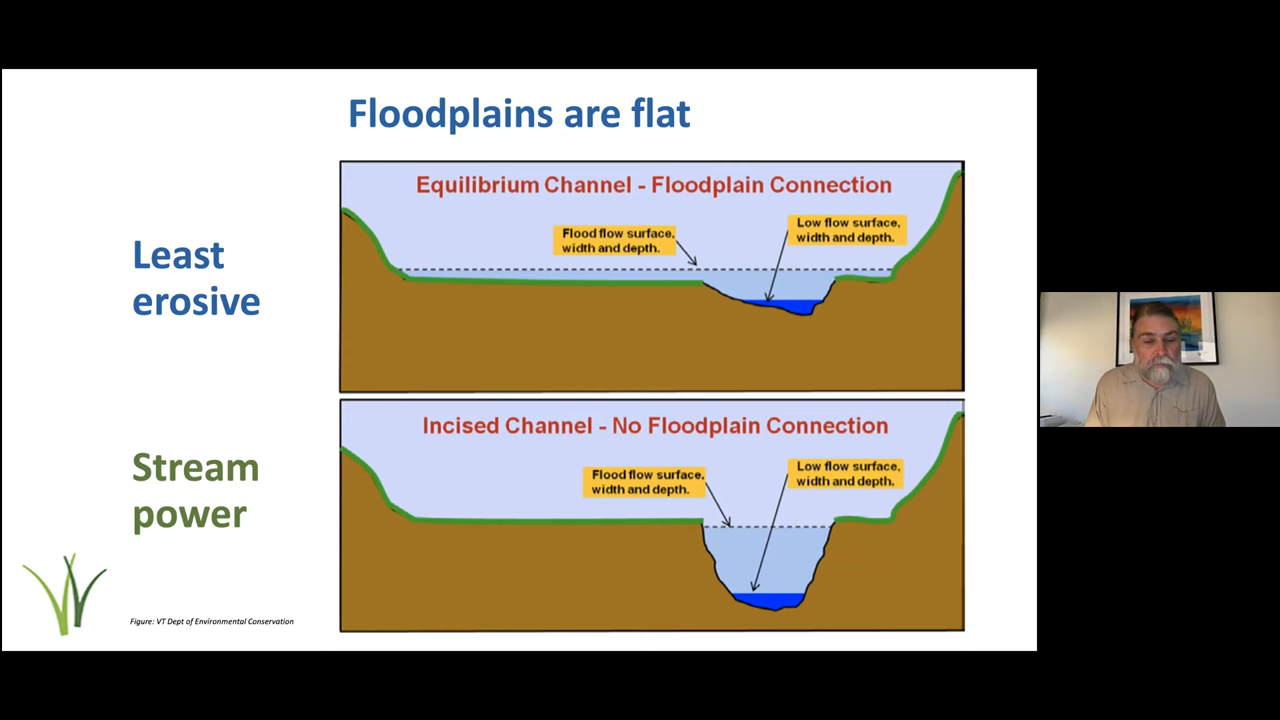 Floodplains are flat
Least
erosive
Equilibrium Channel - Floodplain Connection
Flood flow surface,
width and depth.
Low flow surface,
width and depth.
Stream
power
Incised Channel - No Floodplain Connection
Flood flow surface,
width and depth.
Low flow surface,
width and depth.
Figure: VT Dept of Environmental Conservation